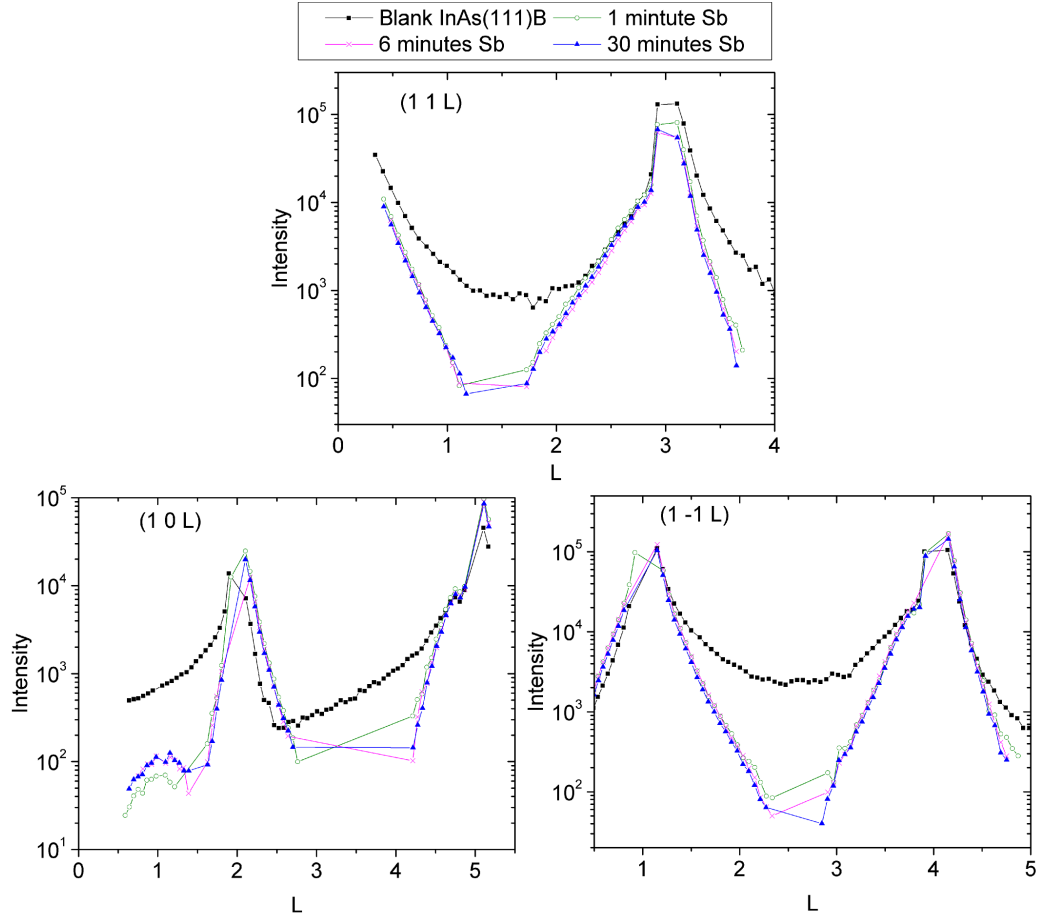 Blank InAs(111)B 1 mintute Sb
6 minutes Sb 30 minutes Sb
(1 1 L)
10^5
10^4
10^3
10^2
Intensity
0 1 2 3 4
L
(1 0 L)
10^5
10^4
10^3
10^2
10^1
Intensity
0 1 2 3 4 5
L
(1 -1 L)
10^5
10^4
10^3
10^2
Intensity
1 2 3 4 5
L